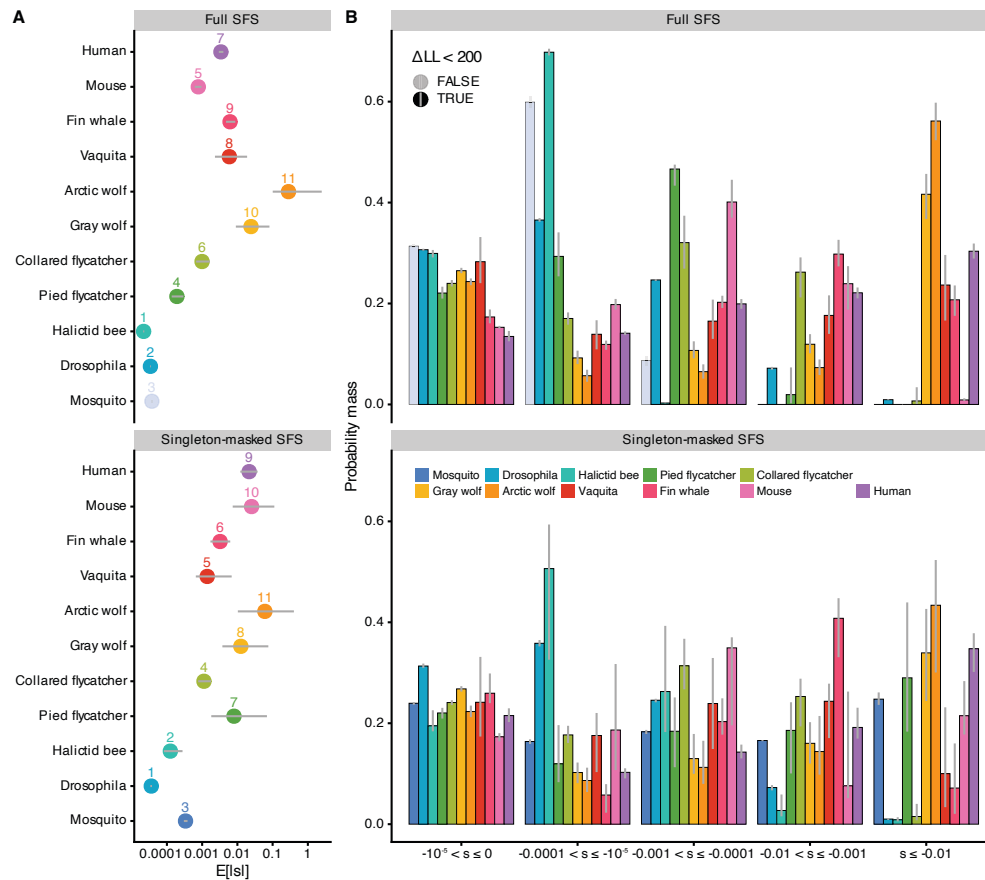 A
B
Full SFS
Full SFS
Human
7
Mouse
5
Fin whale
9
Vaquita
8
Arctic wolf
11
Gray wolf
10
Collared flycatcher
6
Pied flycatcher
4
Halictid bee
1
Drosophila
2
Mosquito
3
ΔLL < 200
FALSE
TRUE
0.6
0.4
0.2
0.0
Probability mass
Singleton-masked SFS
Singleton-masked SFS
Human
9
Mouse
10
Fin whale
6
Vaquita
5
Arctic wolf
11
Gray wolf
8
Collared flycatcher
4
Pied flycatcher
7
Halictid bee
2
Drosophila
1
Mosquito
3
Mosquito Drosophila Halictid bee Pied flycatcher Collared flycatcher
Gray wolf Arctic wolf Vaquita Fin whale Mouse Human
0.6
0.4
0.2
0.0
0.0001 0.001 0.01 0.1 1
E[|s|]
-10⁻⁵ < s ≤ 0 -0.0001 < s ≤ -10⁻⁵ -0.001 < s ≤ -0.0001 -0.01 < s ≤ -0.001 s ≤ -0.01